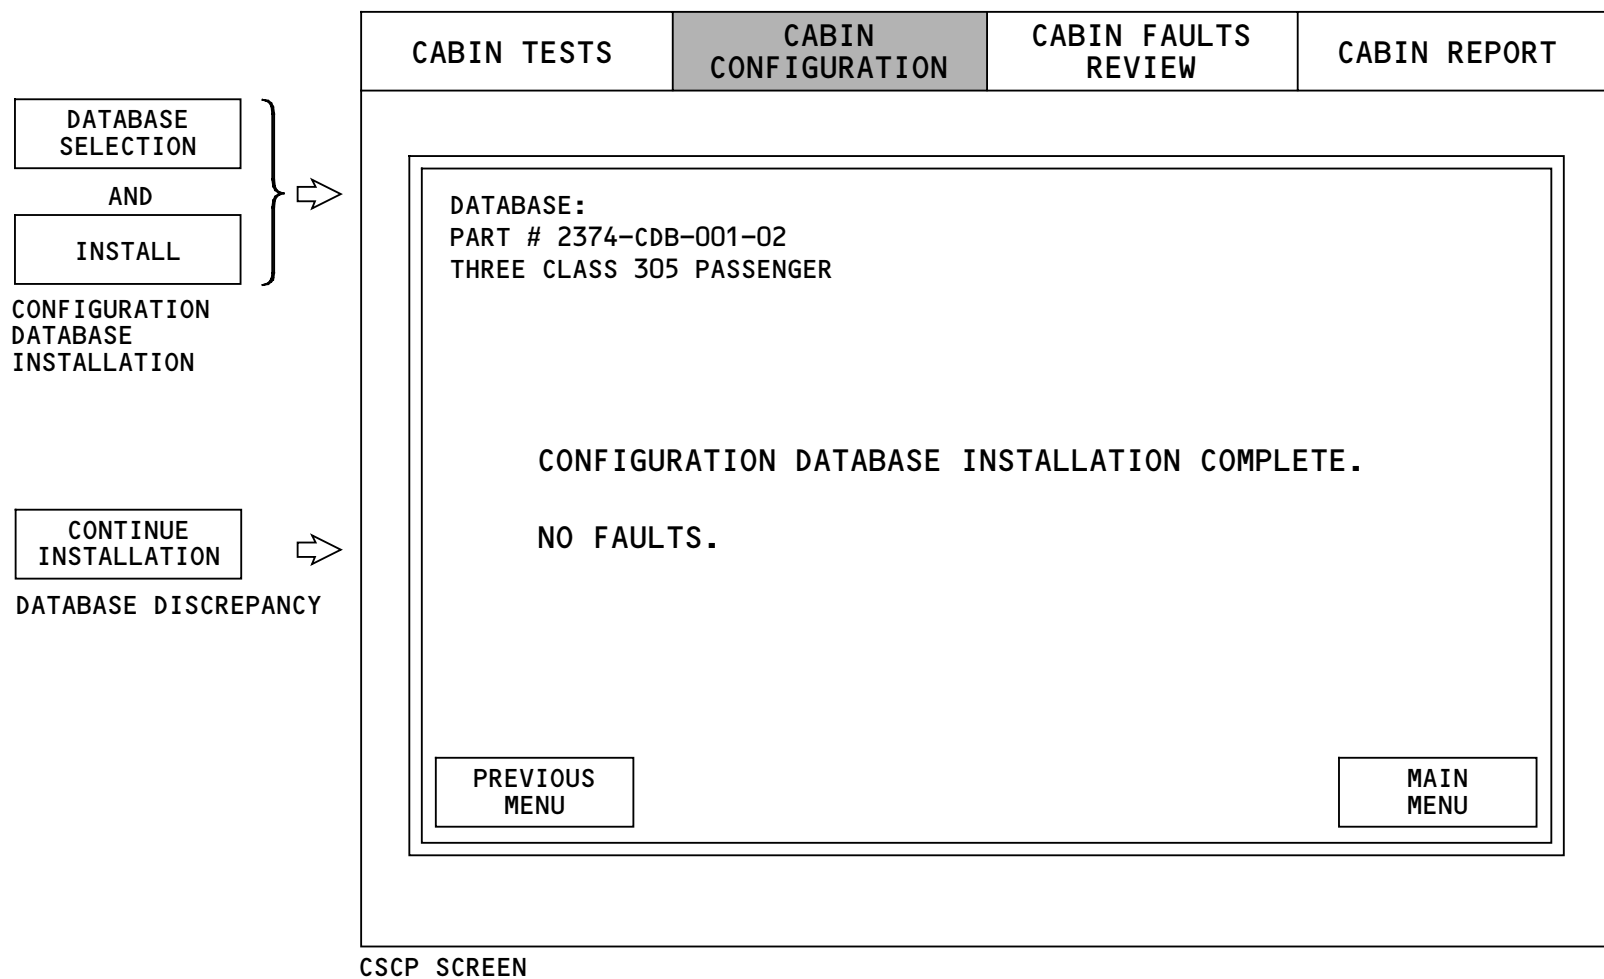 CABIN TESTS
CABIN
CONFIGURATION
CABIN FAULTS
REVIEW
CABIN REPORT
DATABASE
SELECTION
AND
INSTALL
CONFIGURATION
DATABASE
INSTALLATION
CONTINUE
INSTALLATION
DATABASE DISCREPANCY
DATABASE:
PART # 2374-CDB-001-02
THREE CLASS 305 PASSENGER
CONFIGURATION DATABASE INSTALLATION COMPLETE.
NO FAULTS.
PREVIOUS
MENU
MAIN
MENU
CSCP SCREEN